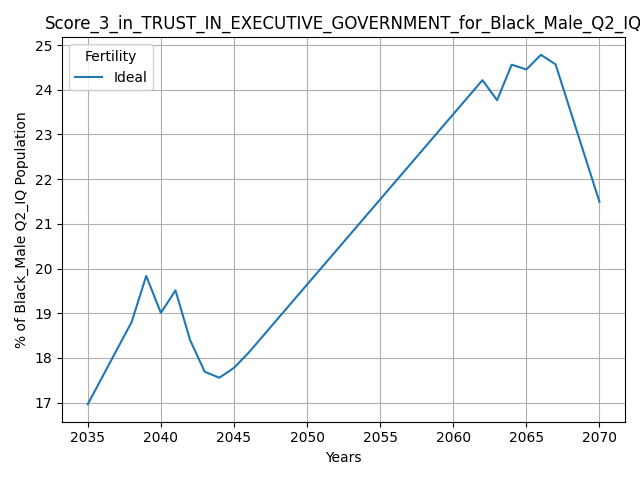 Score_3_in_TRUST_IN_EXECUTIVE_GOVERNMENT_for_Black_Male_Q2_IQ
Fertility
Ideal
% of Black_Male Q2_IQ Population
25
24
23
22
21
20
19
18
17
2035 2040 2045 2050 2055 2060 2065 2070
Years